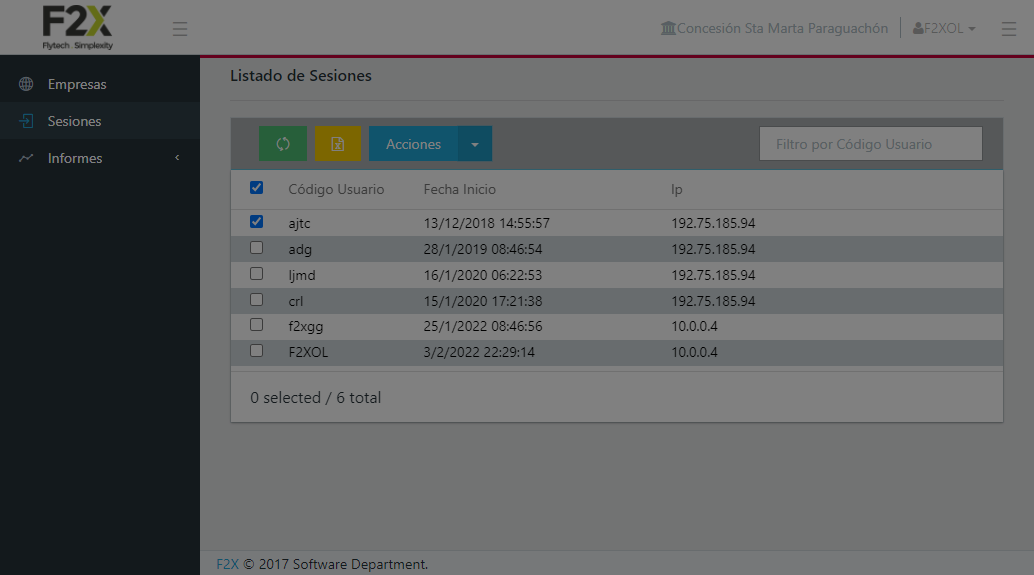 F2X
Flytech Simplexity
Concesión Sta Marta Paraguachón
F2XOL
Empresas
Sesiones
Informes
Listado de Sesiones
Acciones
Filtro por Código Usuario
Código Usuario Fecha Inicio Ip
ajtc 13/12/2018 14:55:57 192.75.185.94
adg 28/1/2019 08:46:54 192.75.185.94
ljmd 16/1/2020 06:22:53 192.75.185.94
crl 15/1/2020 17:21:38 192.75.185.94
f2xgg 25/1/2022 08:46:56 10.0.0.4
F2XOL 3/2/2022 22:29:14 10.0.0.4
0 selected / 6 total
F2X © 2017 Software Department.